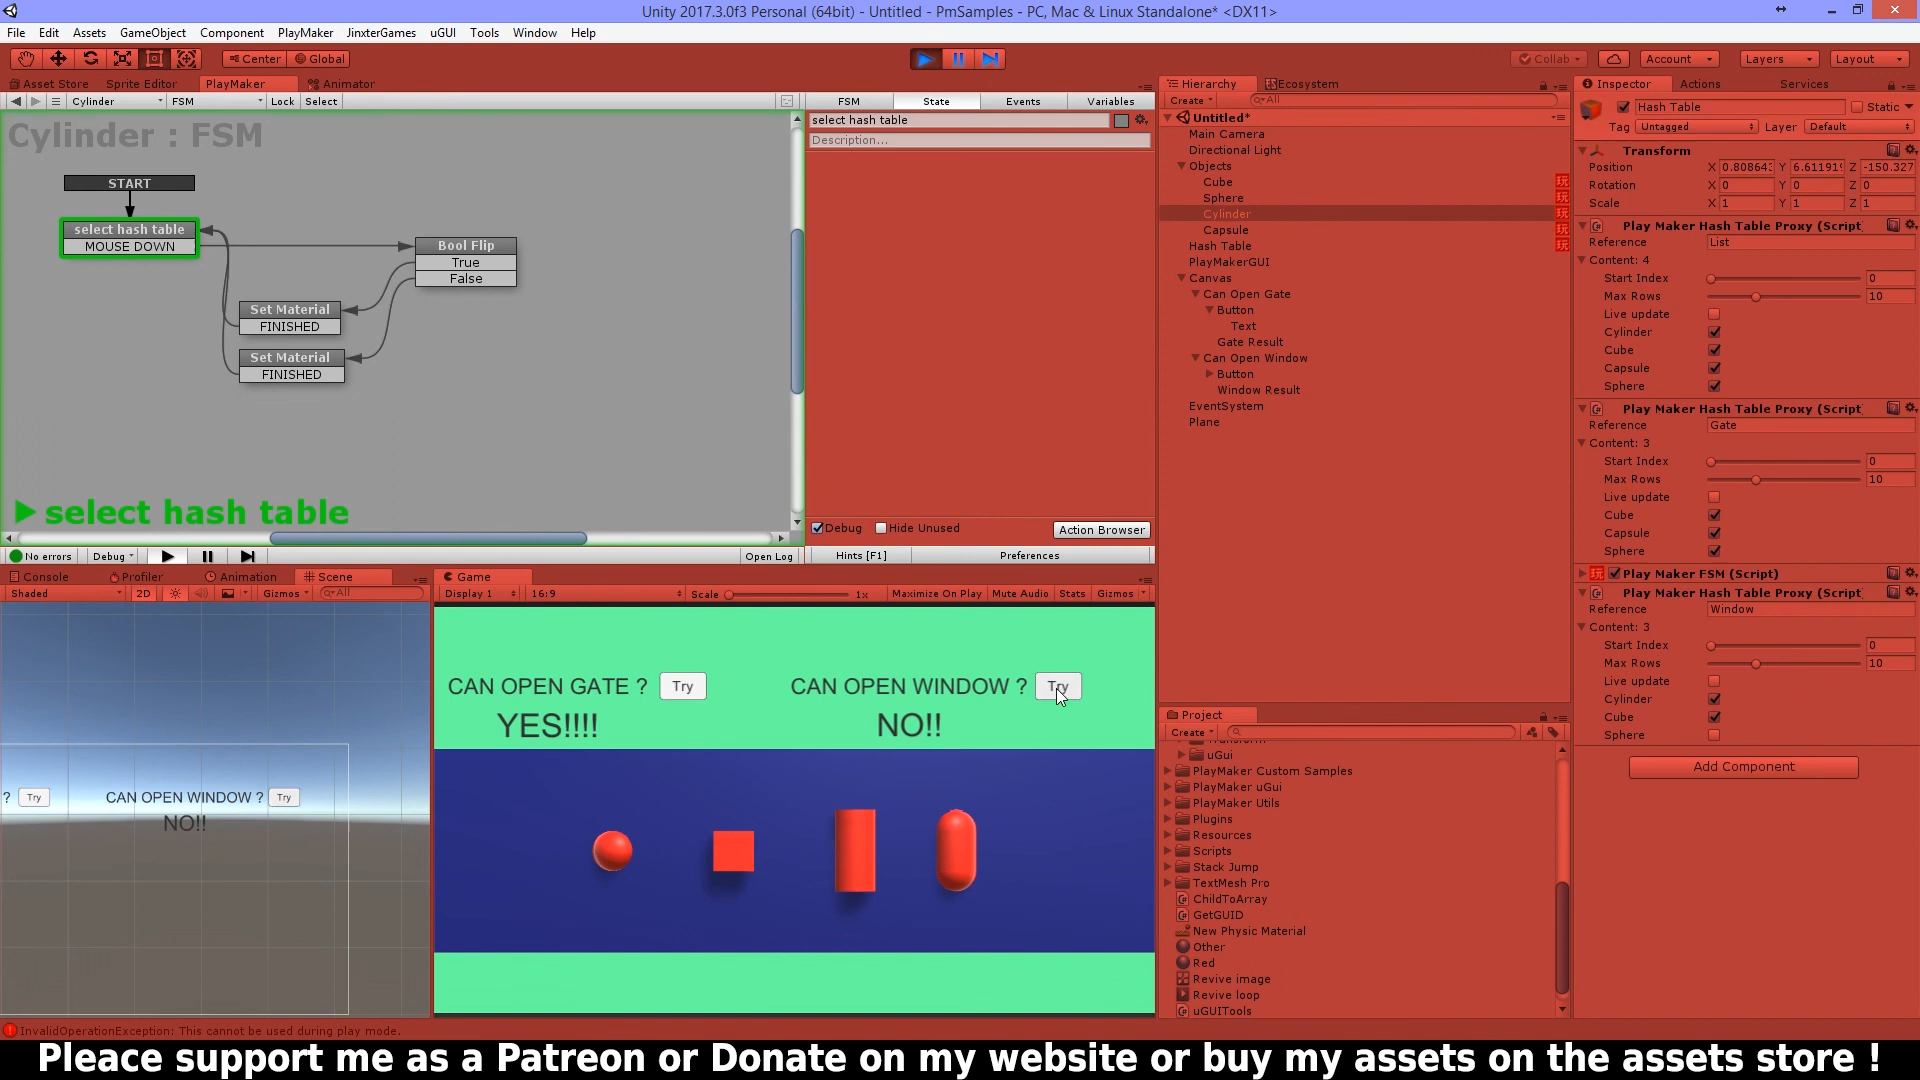 Unity 2017.3.0f3 Personal (64bit) - Untitled - PmSamples - PC, Mac & Linux Standalone* <DX11>
File Edit Assets GameObject Component PlayMaker JinxterGames uGUI Tools Window Help
Center Global Collab Account Layers Layout
Asset Store Sprite Editor PlayMaker Animator
Cylinder FSM Lock Select
Cylinder : FSM
START
select hash table
MOUSE DOWN
Bool Flip
True
False
Set Material
FINISHED
Set Material
FINISHED
select hash table
No errors Debug Open Log
FSM State Events Variables
select hash table
Description...
Debug Hide Unused Action Browser
Hints [F1] Preferences
Hierarchy Ecosystem
Create All
Untitled*
Main Camera
Directional Light
Objects
Cube
Sphere
Cylinder
Capsule
Hash Table
PlayMakerGUI
Canvas
Can Open Gate
Button
Text
Gate Result
Can Open Window
Button
Window Result
EventSystem
Plane
Inspector Actions Services
Hash Table Static
Tag Untagged Layer Default
Transform
Position X 0.808643 Y 6.61191 Z -150.327
Rotation X 0 Y 0 Z 0
Scale X 1 Y 1 Z 1
Play Maker Hash Table Proxy (Script
Reference List
Content: 4
Start Index 0
Max Rows 10
Live update
Cylinder
Cube
Capsule
Sphere
Play Maker Hash Table Proxy (Script
Reference Gate
Content: 3
Start Index 0
Max Rows 10
Live update
Cube
Capsule
Sphere
Play Maker FSM (Script)
Play Maker Hash Table Proxy (Script
Reference Window
Content: 3
Start Index 0
Max Rows 10
Live update
Cylinder
Cube
Sphere
Add Component
Console Profiler Animation Scene
Shaded 2D Gizmos All
? Try CAN OPEN WINDOW ? Try
NO!!
Game
Display 1 16:9 Scale 1x Maximize On Play Mute Audio Stats Gizmos
CAN OPEN GATE ? Try CAN OPEN WINDOW ? Try
YES!!!! NO!!
Project
Create
uGui
PlayMaker Custom Samples
PlayMaker uGui
PlayMaker Utils
Plugins
Resources
Scripts
Stack Jump
TextMesh Pro
ChildToArray
GetGUID
New Physic Material
Other
Red
Revive image
Revive loop
uGUITools
InvalidOperationException: This cannot be used during play mode.
Pleace support me as a Patreon or Donate on my website or buy my assets on the assets store !